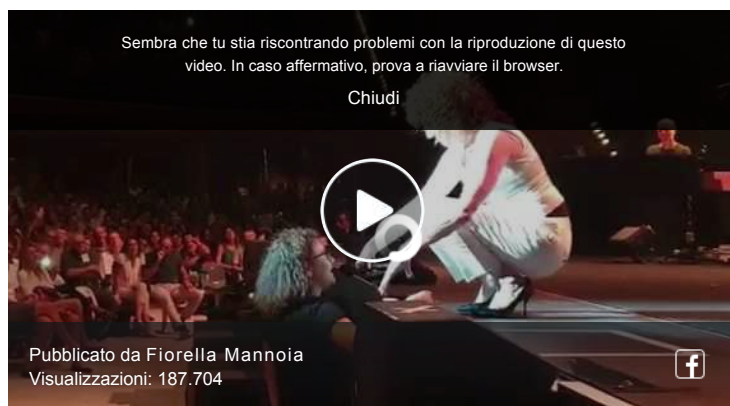 Sembra che tu stia riscontrando problemi con la riproduzione di questo
video. In caso affermativo, prova a riavviare il browser.
Chiudi
Pubblicato da Fiorella Mannoia
Visualizzazioni: 187.704